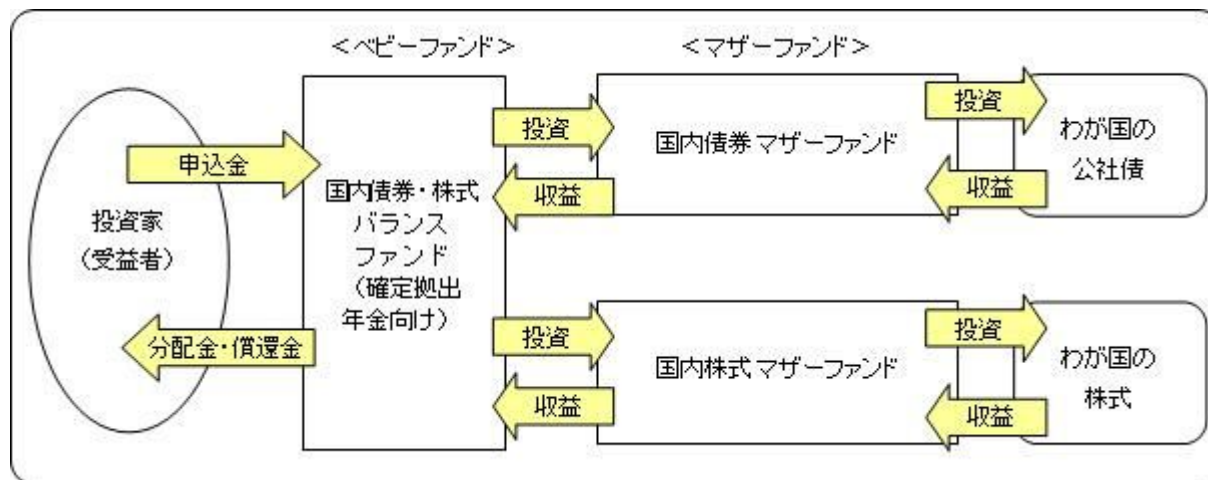 ＜ベビーファンド＞
＜マザーファンド＞
投資家
（受益者）
申込金
分配金・償還金
国内債券・株式
バランス
ファンド
（確定拠出
年金向け）
投資
収益
国内債券マザーファンド
投資
収益
わが国の
公社債
投資
収益
国内株式マザーファンド
投資
収益
わが国の
株式